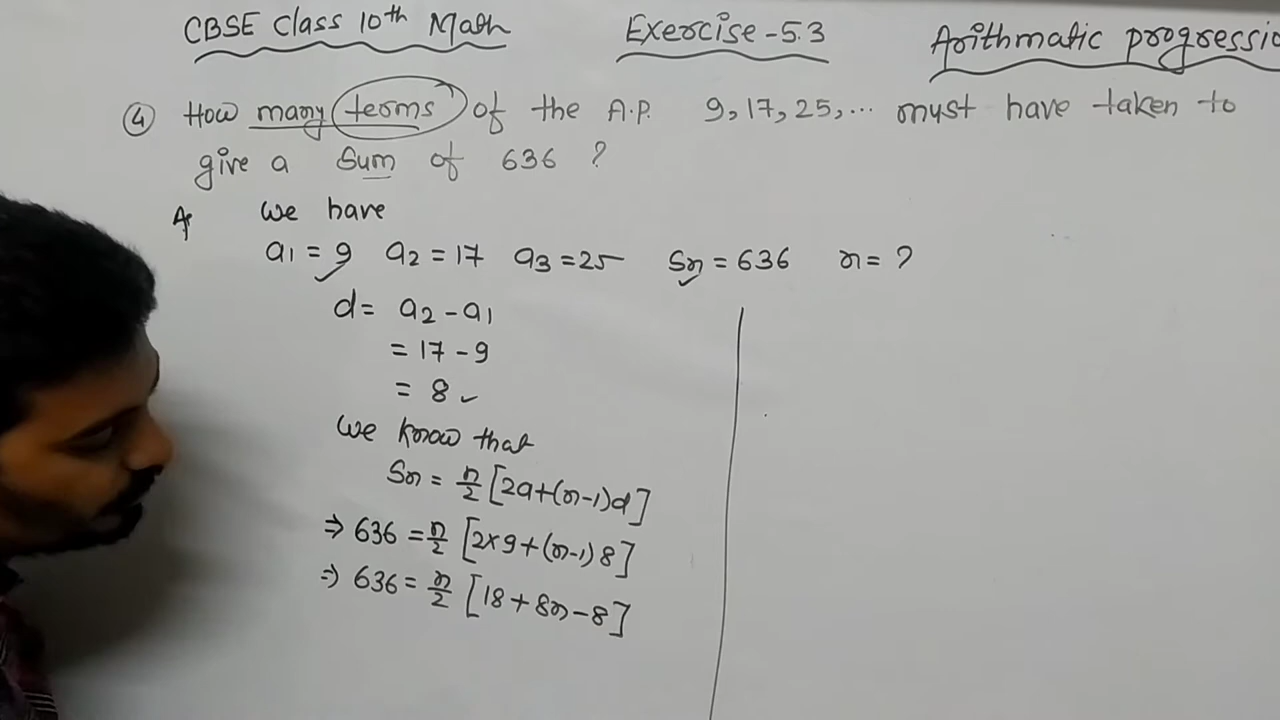 CBSE Class 10th Math Exercise-5.3 Arithmatic progressio
④ How many terms of the A.P. 9, 17, 25, ... must have taken to
give a Sum of 636 ?
A we have
a1 = 9 a2 = 17 a3 = 25 Sn = 636 n = ?
d = a2 - a1
= 17 - 9
= 8 ✓
we know that
Sn = n/2 [2a+(n-1)d]
⇒ 636 = n/2 [2×9+(n-1)8]
⇒ 636 = n/2 [18+8n-8]